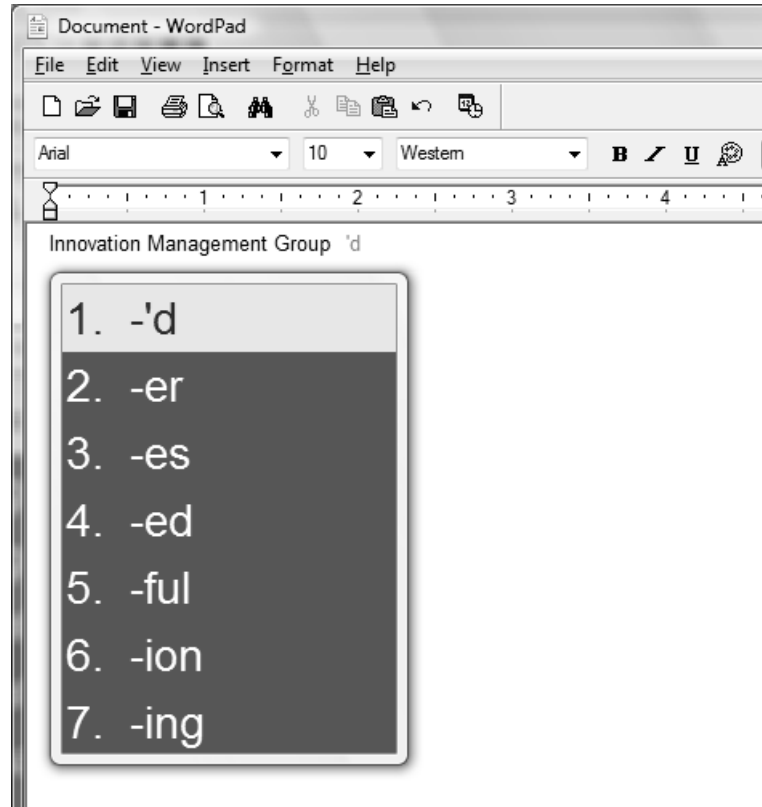 Document - WordPad
File Edit View Insert Format Help
Arial 10 Western B I U
1 2 3 4
Innovation Management Group 'd
1. -'d
2. -er
3. -es
4. -ed
5. -ful
6. -ion
7. -ing